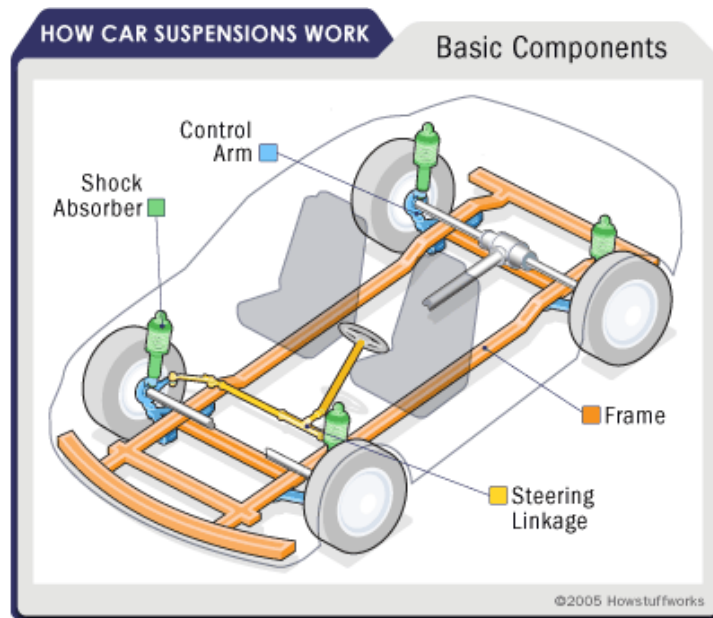 HOW CAR SUSPENSIONS WORK
Basic Components
Control
Arm
Shock
Absorber
Frame
Steering
Linkage
©2005 Howstuffworks